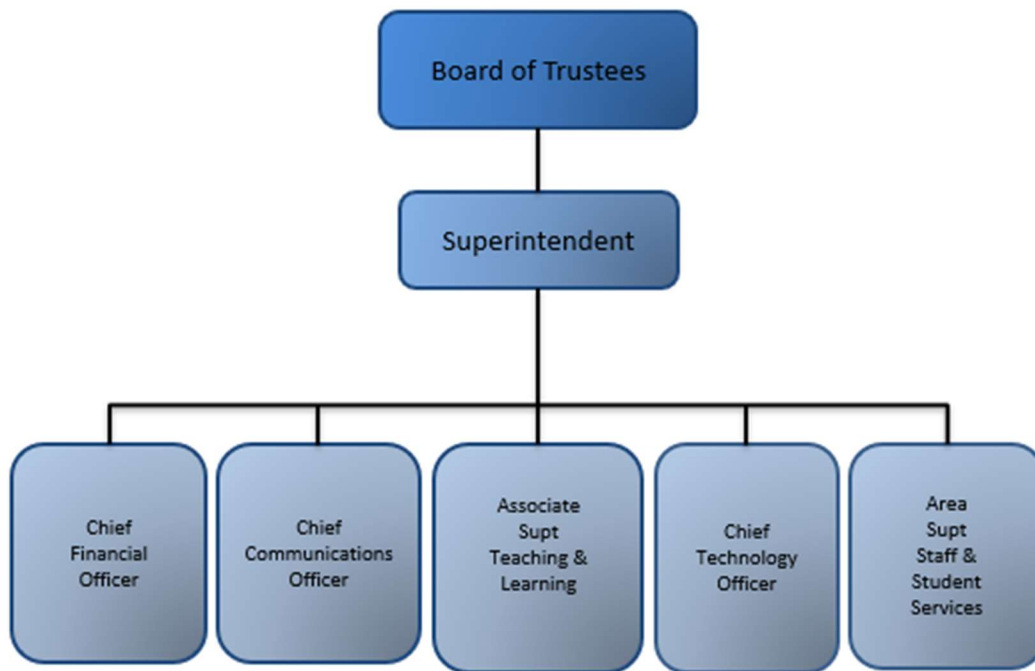 Board of Trustees
Superintendent
Chief
Financial
Officer
Chief
Communications
Officer
Associate
Supt
Teaching &
Learning
Chief
Technology
Officer
Area
Supt
Staff &
Student
Services